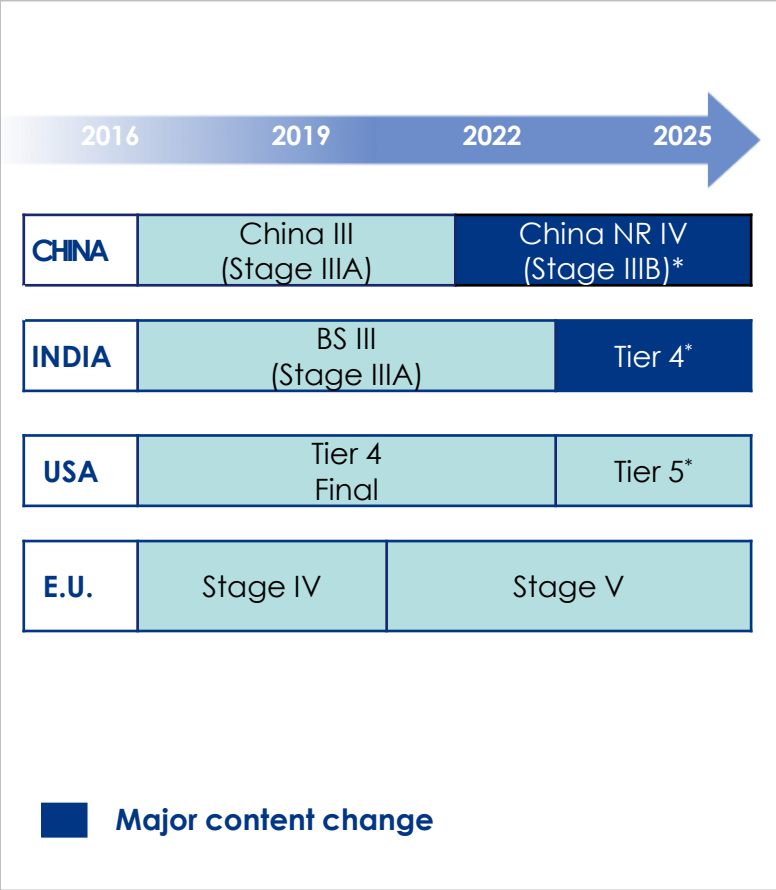 2016 2019 2022 2025
CHINA
China III
(Stage IIIA)
China NR IV
(Stage IIIB)*
INDIA
BS III
(Stage IIIA)
Tier 4*
USA
Tier 4
Final
Tier 5*
E.U.
Stage IV
Stage V
Major content change